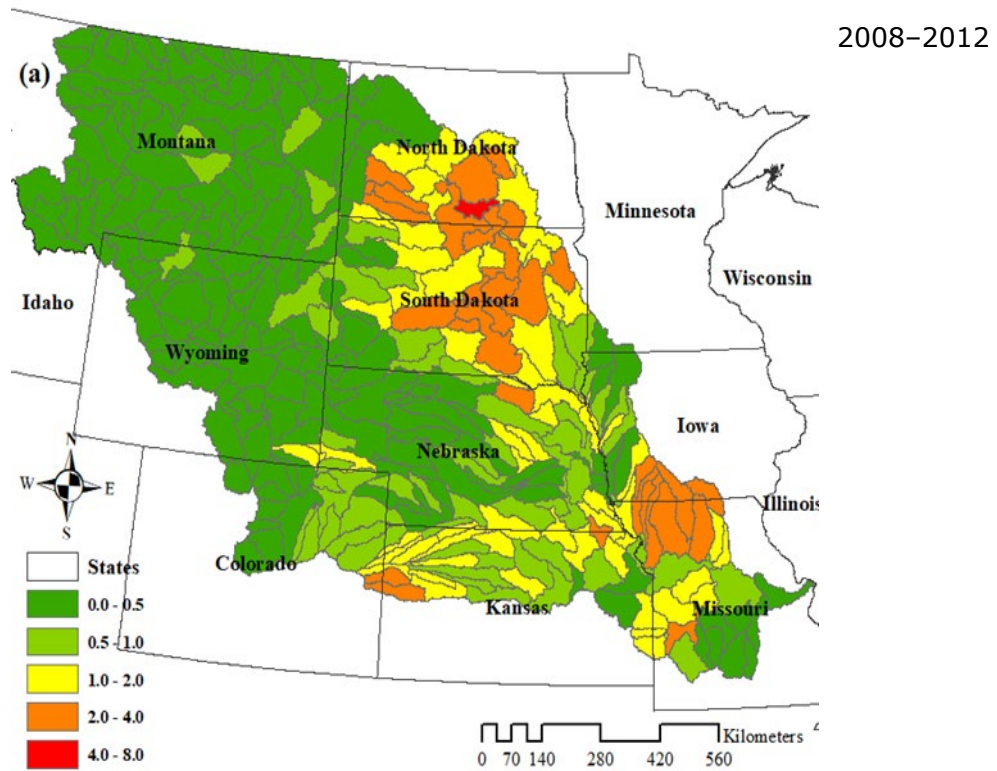 2008–2012
(a)
Montana
North Dakota
Minnesota
Wisconsin
Idaho
South Dakota
Wyoming
Iowa
Nebraska
N
W E
S
Illinois
Colorado
Kansas
Missouri
States
0.0 - 0.5
0.5 - 1.0
1.0 - 2.0
2.0 - 4.0
4.0 - 8.0
Kilometers
0 70 140 280 420 560